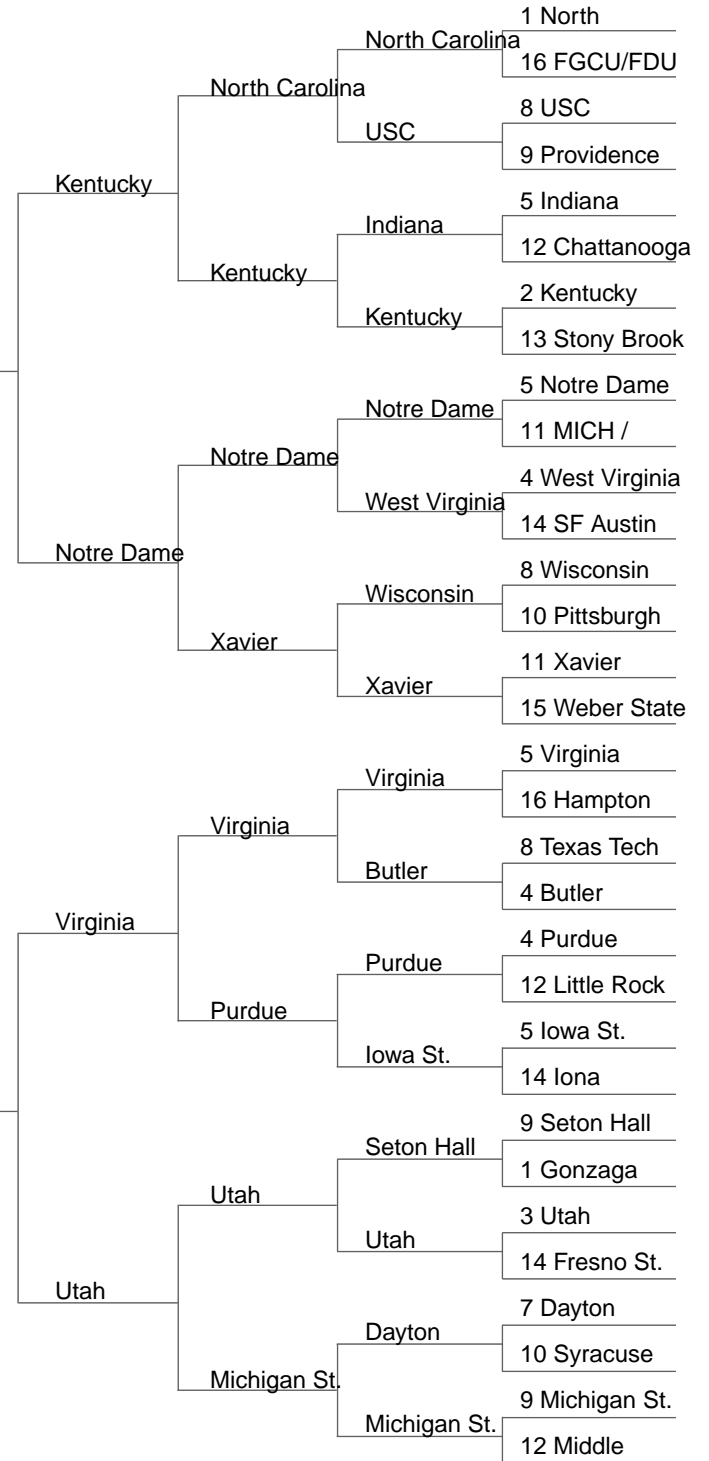 1 North
North Carolina
16 FGCU/FDU
North Carolina
8 USC
USC
9 Providence
Kentucky
5 Indiana
Indiana
12 Chattanooga
Kentucky
2 Kentucky
Kentucky
13 Stony Brook
5 Notre Dame
Notre Dame
11 MICH /
Notre Dame
4 West Virginia
West Virginia
14 SF Austin
Notre Dame
8 Wisconsin
Wisconsin
10 Pittsburgh
Xavier
11 Xavier
Xavier
15 Weber State
5 Virginia
Virginia
16 Hampton
Virginia
8 Texas Tech
Butler
4 Butler
Virginia
4 Purdue
Purdue
12 Little Rock
Purdue
5 Iowa St.
Iowa St.
14 Iona
9 Seton Hall
Seton Hall
1 Gonzaga
Utah
3 Utah
Utah
14 Fresno St.
Utah
7 Dayton
Dayton
10 Syracuse
Michigan St.
9 Michigan St.
Michigan St.
12 Middle